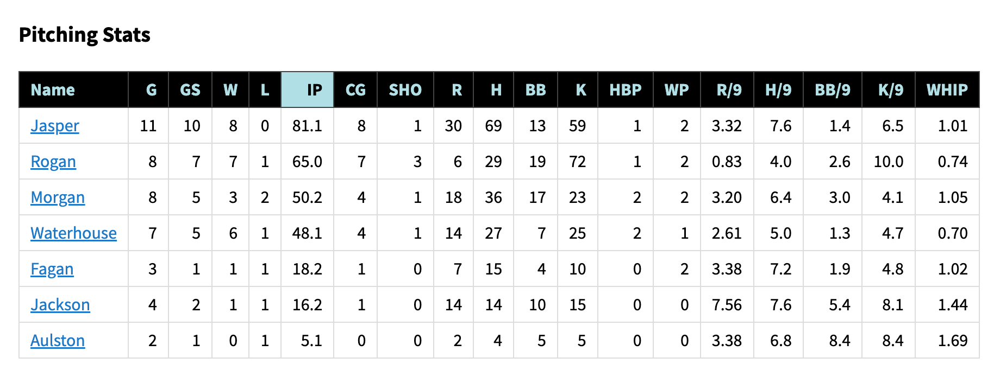 Pitching Stats
Name G GS W L IP CG SHO R H BB K HBP WP R/9 H/9 BB/9 K/9 WHIP
Jasper 11 10 8 0 81.1 8 1 30 69 13 59 1 2 3.32 7.6 1.4 6.5 1.01
Rogan 8 7 7 1 65.0 7 3 6 29 19 72 1 2 0.83 4.0 2.6 10.0 0.74
Morgan 8 5 3 2 50.2 4 1 18 36 17 23 2 2 3.20 6.4 3.0 4.1 1.05
Waterhouse 7 5 6 1 48.1 4 1 14 27 7 25 2 1 2.61 5.0 1.3 4.7 0.70
Fagan 3 1 1 1 18.2 1 0 7 15 4 10 0 2 3.38 7.2 1.9 4.8 1.02
Jackson 4 2 1 1 16.2 1 0 14 14 10 15 0 0 7.56 7.6 5.4 8.1 1.44
Aulston 2 1 0 1 5.1 0 0 2 4 5 5 0 0 3.38 6.8 8.4 8.4 1.69